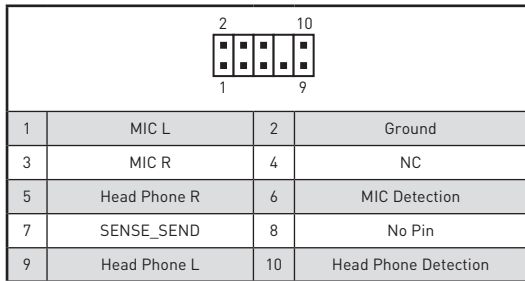 2 10
1 9
1 MIC L 2 Ground
3 MIC R 4 NC
5 Head Phone R 6 MIC Detection
7 SENSE_SEND 8 No Pin
9 Head Phone L 10 Head Phone Detection